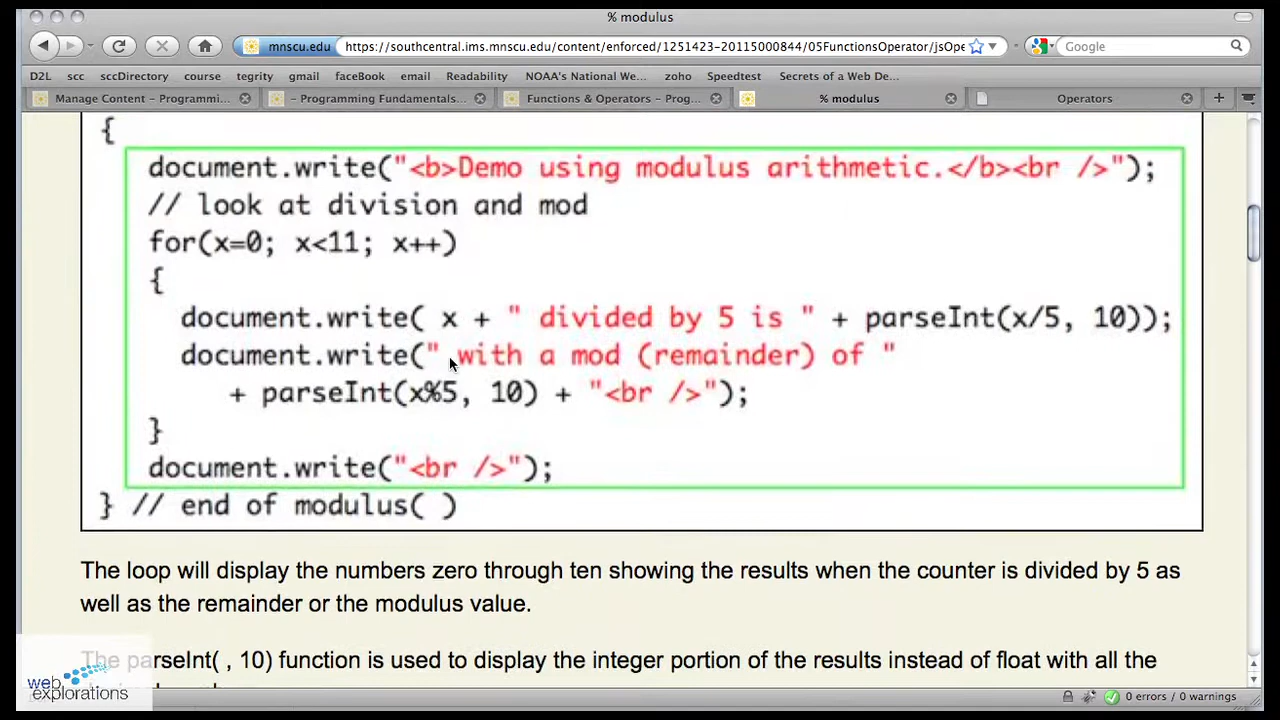 % modulus
mnscu.edu
https://southcentral.ims.mnscu.edu/content/enforced/1251423-20115000844/05FunctionsOperator/jsOpe
Google
D2L scc sccDirectory course tegrity gmail faceBook email Readability NOAA's National We... zoho Speedtest Secrets of a Web De...
Manage Content – Programmi... – Programming Fundamentals... Functions & Operators – Prog... % modulus Operators
{
document.write("<b>Demo using modulus arithmetic.</b><br />");
// look at division and mod
for(x=0; x<11; x++)
{
document.write( x + " divided by 5 is " + parseInt(x/5, 10));
document.write(" with a mod (remainder) of "
+ parseInt(x%5, 10) + "<br />");
}
document.write("<br />");
} // end of modulus( )
The loop will display the numbers zero through ten showing the results when the counter is divided by 5 as
well as the remainder or the modulus value.
The parseInt( , 10) function is used to display the integer portion of the results instead of float with all the
web explorations
0 errors / 0 warnings